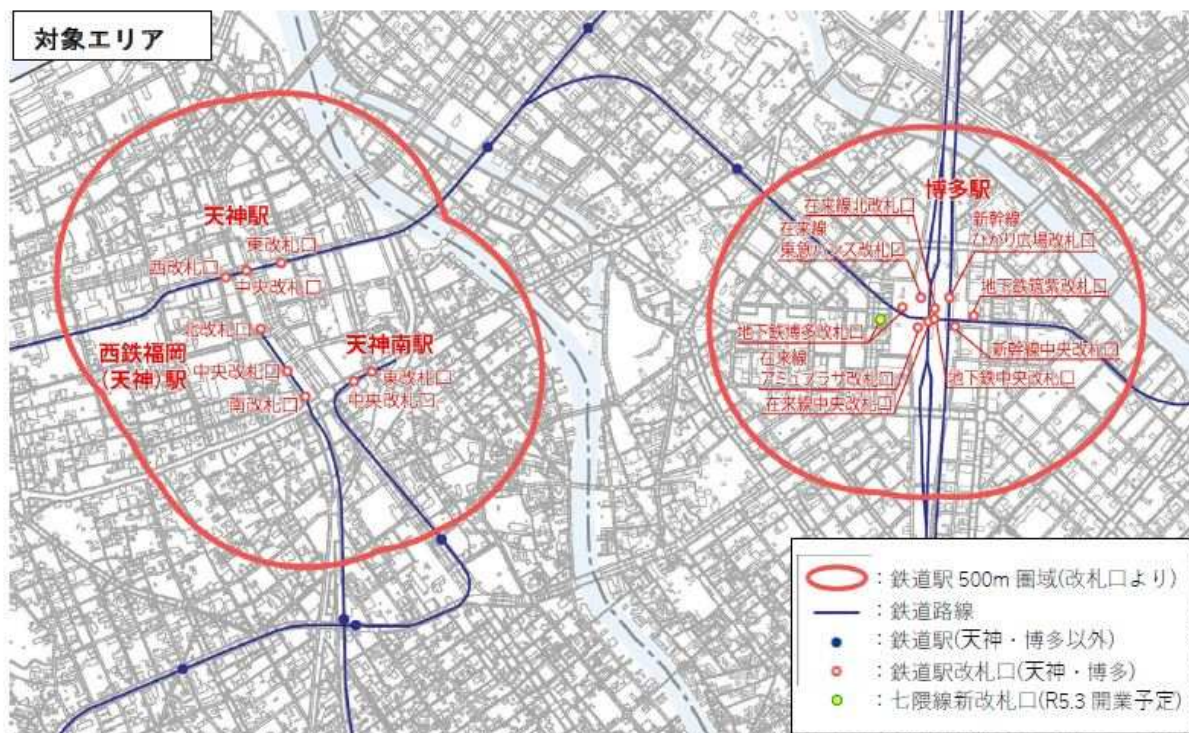 対象エリア
天神駅
東改札口
西改札口
中央改札口
北改札口
西鉄福岡
(天神)駅
中央改札口
南改札口
天神南駅
東改札口
中央改札口
博多駅
在来線北改札口
在来線
東急ハンズ改札口
新幹線
ひかり広場改札口
地下鉄筑紫改札口
地下鉄博多改札口
新幹線中央改札口
在来線
アミュプラザ改札口
地下鉄中央改札口
在来線中央改札口
：鉄道駅 500m 圏域(改札口より)
：鉄道路線
：鉄道駅(天神・博多以外)
：鉄道駅改札口(天神・博多)
：七隈線新改札口(R5.3 開業予定)